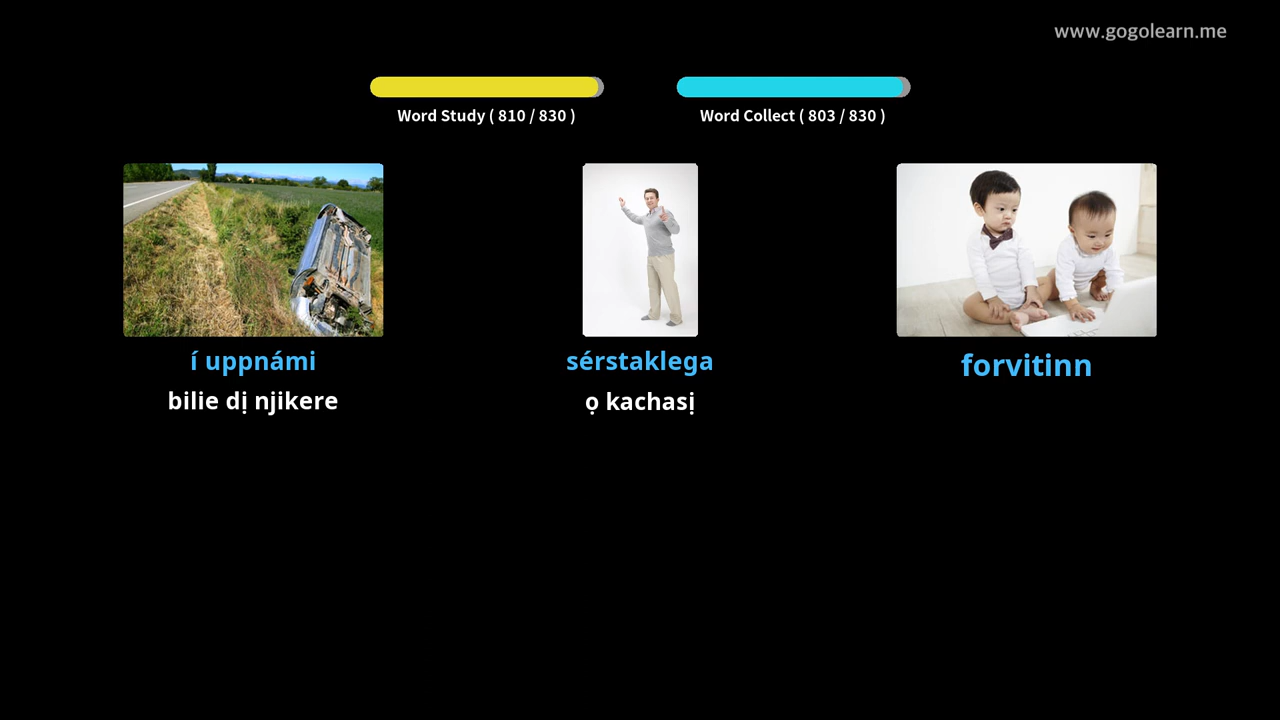 www.gogolearn.me
Word Study ( 810 / 830 )
Word Collect ( 803 / 830 )
í uppnámi
bilie dị njikere
sérstaklega
ọ kachasị
forvitinn